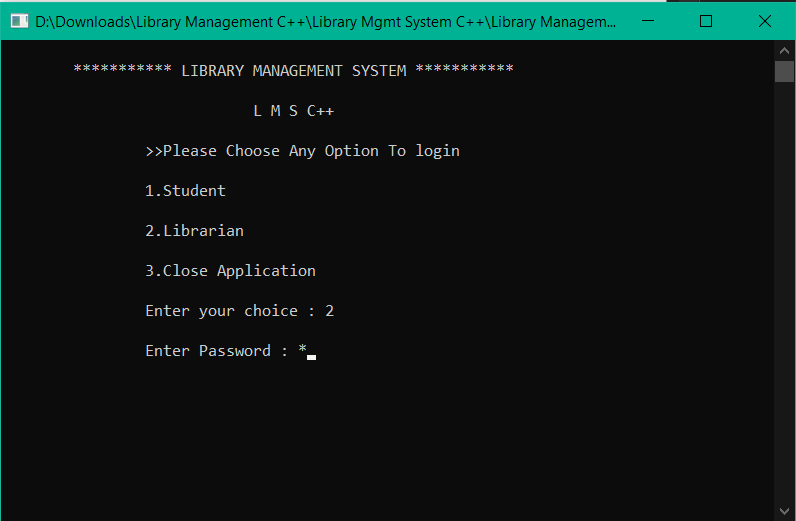 D:\Downloads\Library Management C++\Library Mgmt System C++\Library Managem...
*********** LIBRARY MANAGEMENT SYSTEM ***********
L M S C++
>>Please Choose Any Option To login
1.Student
2.Librarian
3.Close Application
Enter your choice : 2
Enter Password : *